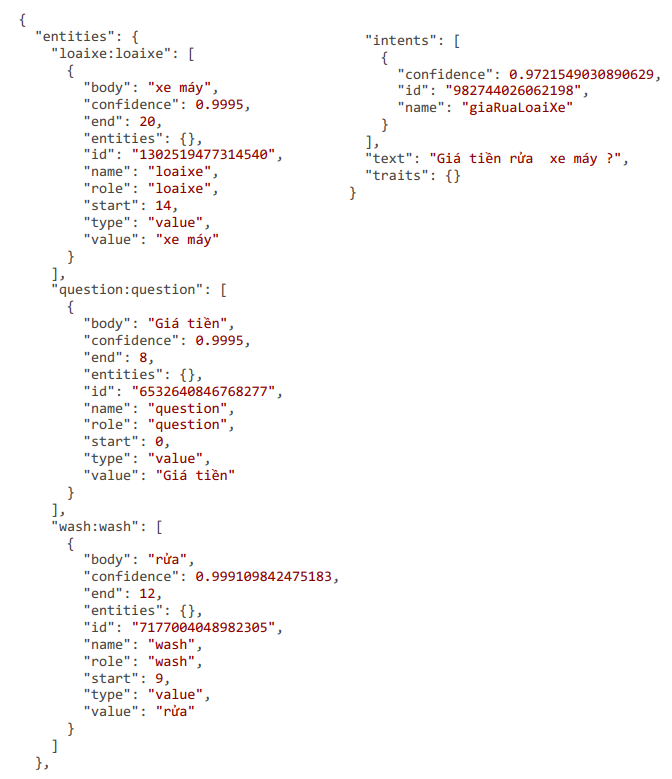 {
  "entities": {
    "loaixe:loaixe": [
      {
        "body": "xe máy",
        "confidence": 0.9995,
        "end": 20,
        "entities": {},
        "id": "1302519477314540",
        "name": "loaixe",
        "role": "loaixe",
        "start": 14,
        "type": "value",
        "value": "xe máy"
      }
    ],
    "question:question": [
      {
        "body": "Giá tiền",
        "confidence": 0.9995,
        "end": 8,
        "entities": {},
        "id": "6532640846768277",
        "name": "question",
        "role": "question",
        "start": 0,
        "type": "value",
        "value": "Giá tiền"
      }
    ],
    "wash:wash": [
      {
        "body": "rửa",
        "confidence": 0.999109842475183,
        "end": 12,
        "entities": {},
        "id": "7177004048982305",
        "name": "wash",
        "role": "wash",
        "start": 9,
        "type": "value",
        "value": "rửa"
      }
    ]
  },
  "intents": [
    {
      "confidence": 0.9721549030890629,
      "id": "982744026062198",
      "name": "giaRuaLoaiXe"
    }
  ],
  "text": "Giá tiền rửa  xe máy ?",
  "traits": {}
}